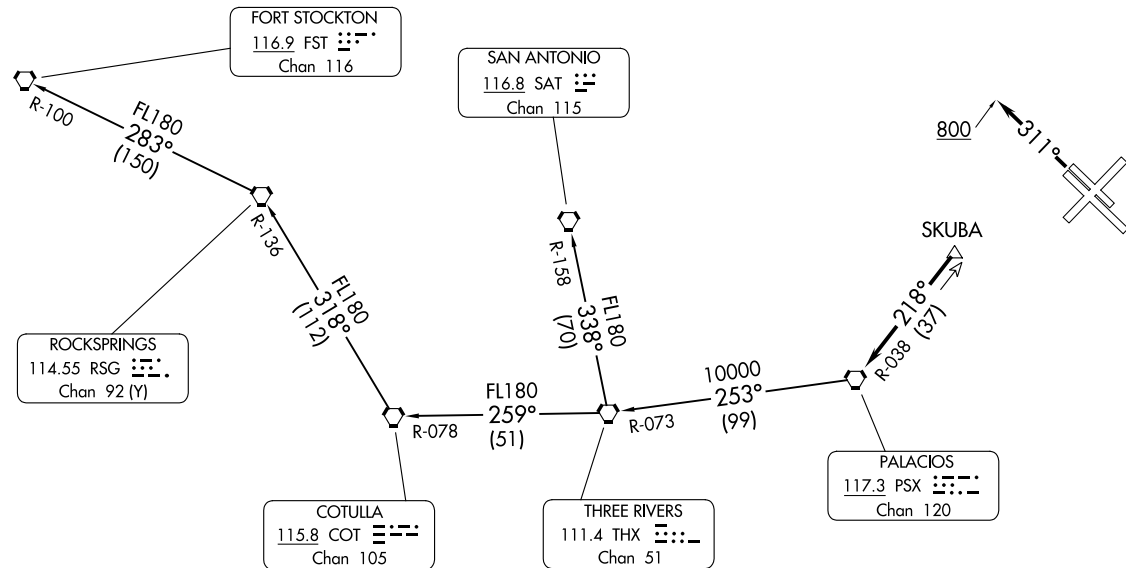 FORT STOCKTON
116.9 FST
Chan 116
R-100
FL180
283°
(150)
SAN ANTONIO
116.8 SAT
Chan 115
800
311°
R-136
FL180
318°
(112)
R-158
FL180
338°
(70)
SKUBA
218°
(37)
R-038
ROCKSPRINGS
114.55 RSG
Chan 92 (Y)
R-078
FL180
259°
(51)
R-073
10000
253°
(99)
COTULLA
115.8 COT
Chan 105
THREE RIVERS
111.4 THX
Chan 51
PALACIOS
117.3 PSX
Chan 120